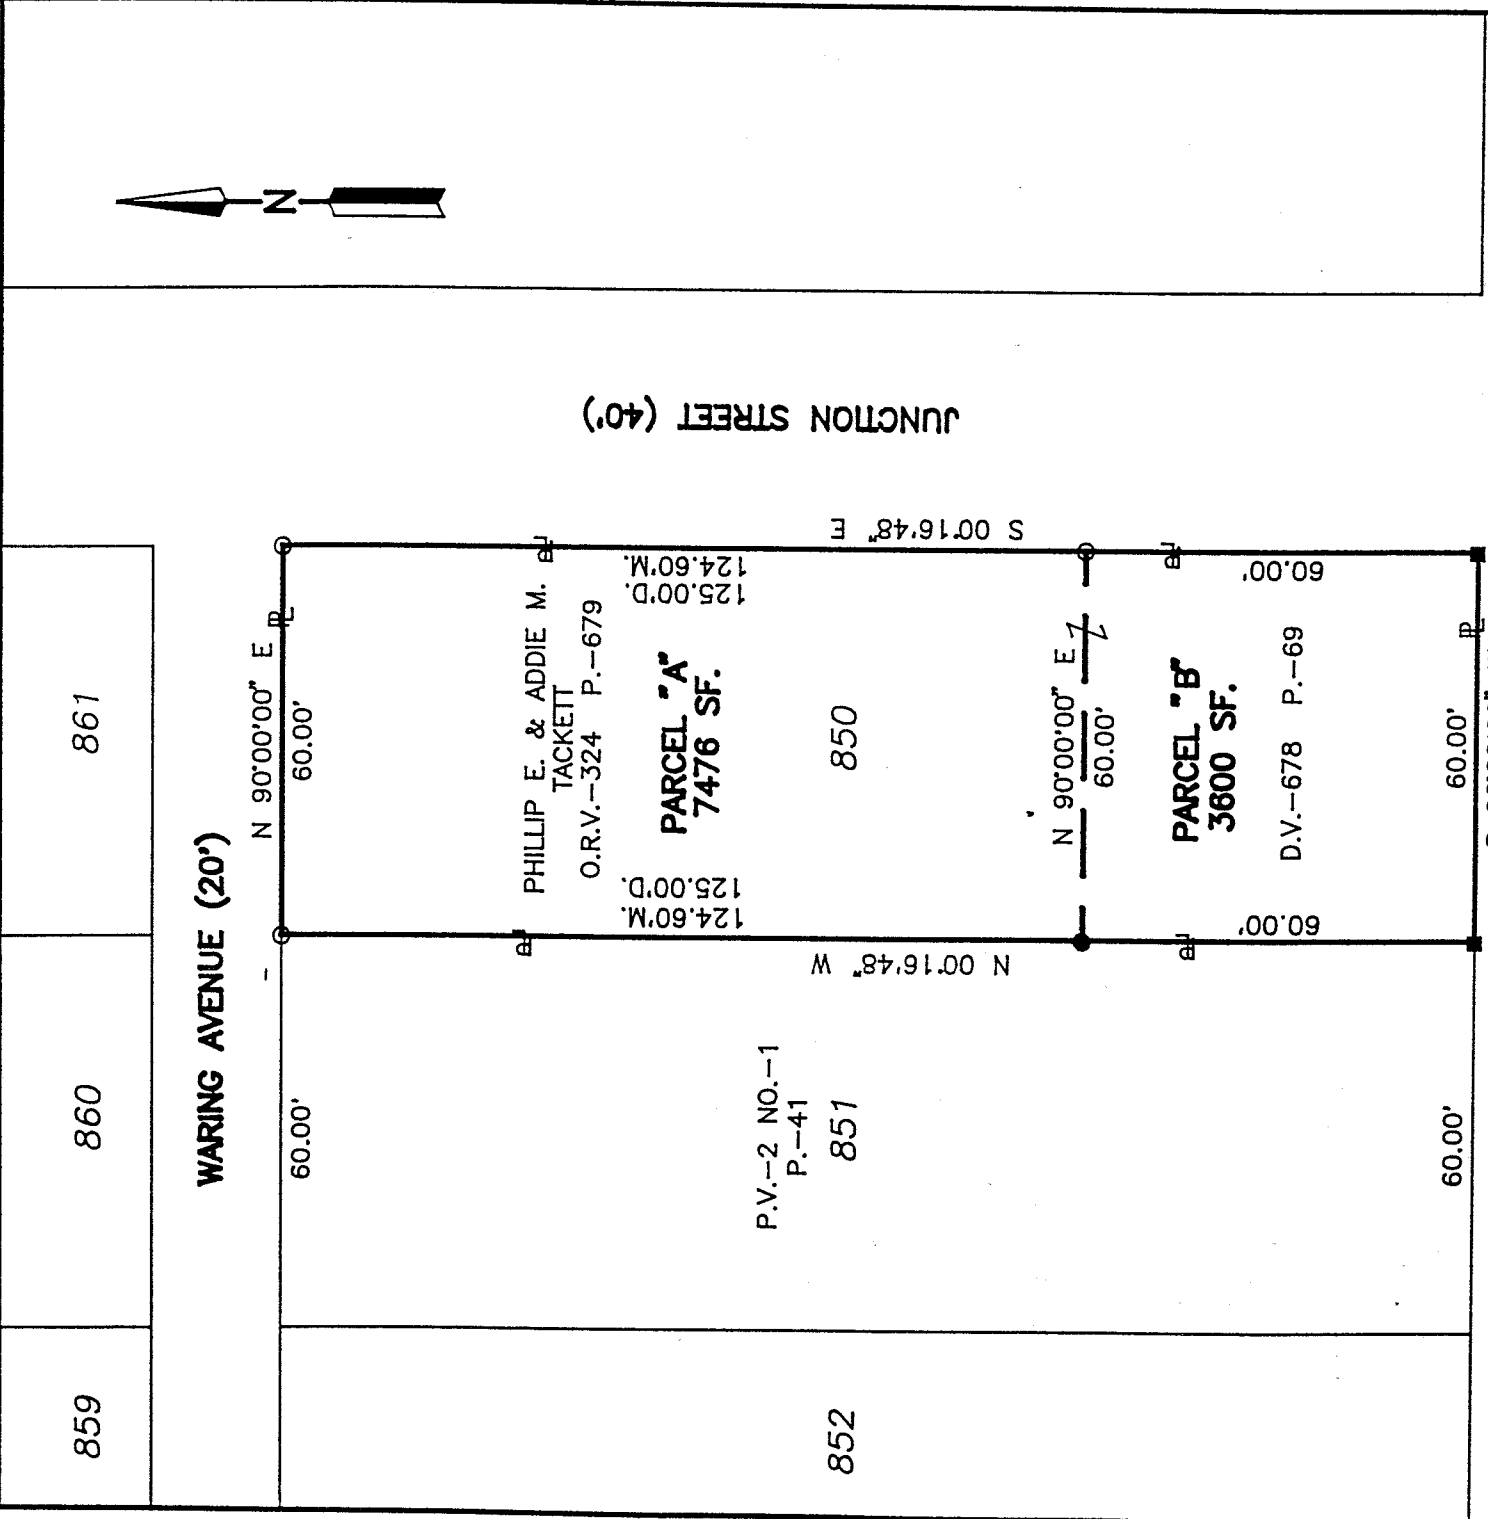 N
JUNCTION STREET (40')
861
860
859
WARING AVENUE (20')
N 90°00'00" E
60.00'
60.00'
S 00°16'48" E
124.60'M.
125.00'D.
PHILLIP E. & ADDIE M.
TACKETT
O.R.V.-324 P.-679
PARCEL "A"
7476 SF.
850
125.00'D.
124.60'M.
N 00°16'48" W
N 90°00'00" E
60.00'
60.00'
PARCEL "B"
3600 SF.
D.V.-678 P.-69
60.00'
60.00'
P.V.-2 NO.-1
P.-41
851
60.00'
852